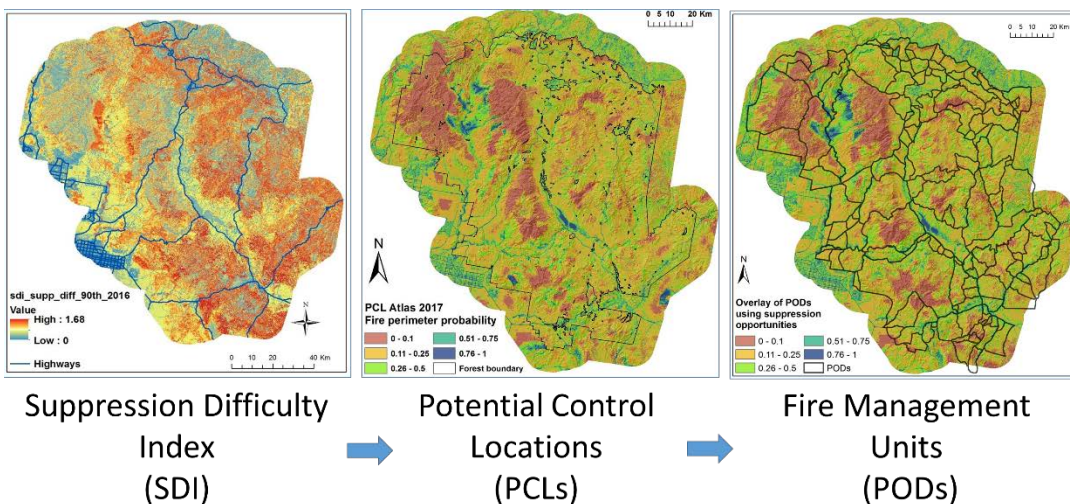 sdi_supp_diff_90th_2016
Value
High : 1.68
Low : 0
Highways
N
0 10 20 40 Km
0 5 10 20 Km
N
PCL Atlas 2017
Fire perimeter probability
0 - 0.1
0.51 - 0.75
0.11 - 0.25
0.76 - 1
0.26 - 0.5
Forest boundary
0 5 10 20 Km
N
Overlay of PODs
using suppression
opportunities
0 - 0.1
0.51 - 0.75
0.11 - 0.25
0.76 - 1
0.26 - 0.5
PODs
Suppression Difficulty
Index
(SDI)
Potential Control
Locations
(PCLs)
Fire Management
Units
(PODs)